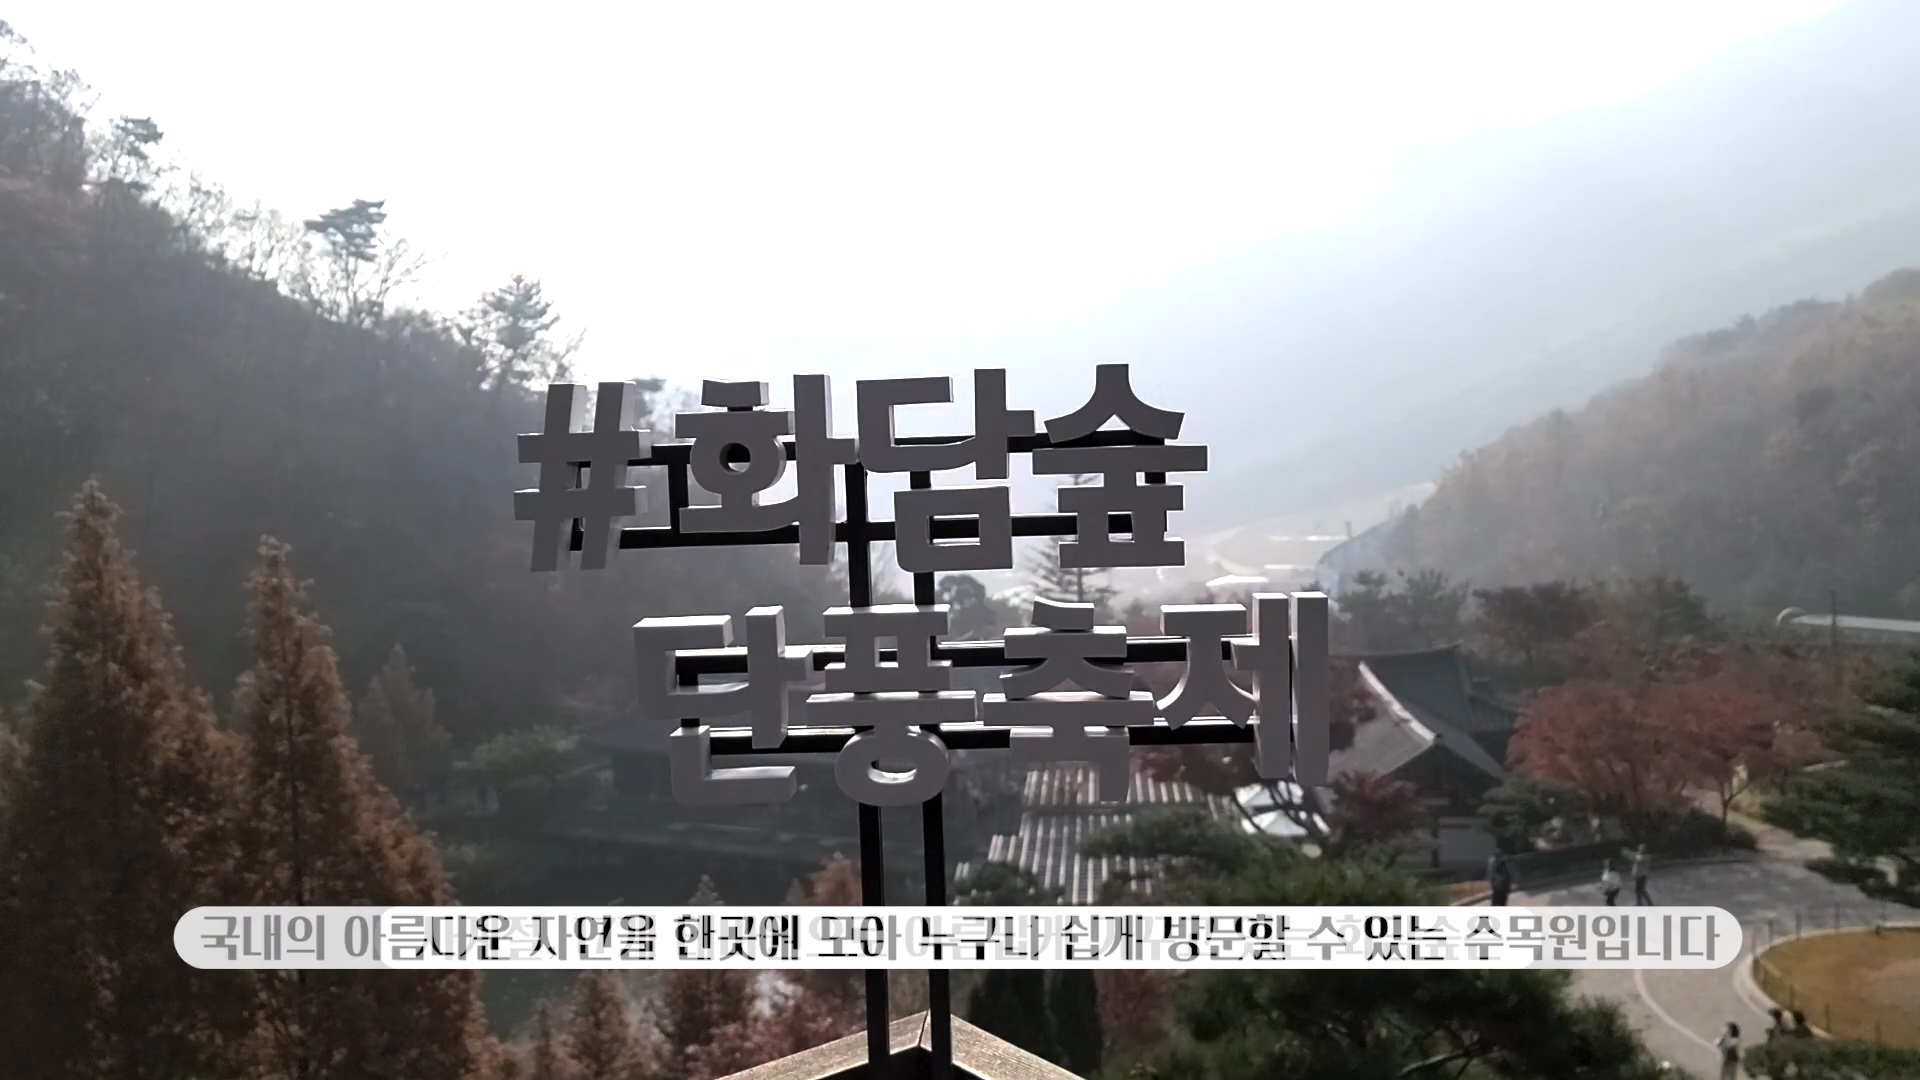 #화담숲
단풍축제
국내의 아름다운 자연을 한곳에 모아 누구나 쉽게 방문할 수 있는 수목원입니다